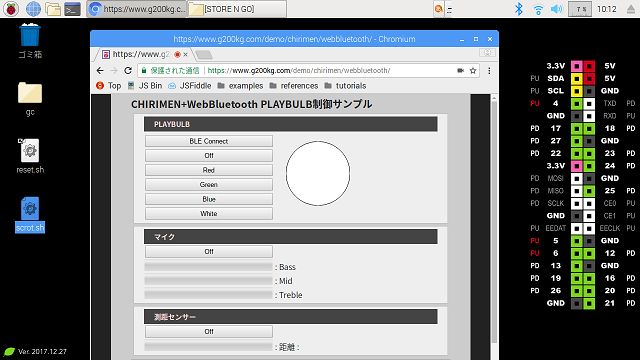 https://www.g200kg.c...
[STORE N GO]
7 %
10:12
ゴミ箱
gc
reset.sh
scrot.sh
Ver. 2017.12.27
https://www.g200kg.com/demo/chirimen/webbluetooth/ - Chromium
https://www.g2
保護された通信 | https://www.g200kg.com/demo/chirimen/webbluetooth/
Top JS Bin JSFiddle examples references tutorials
CHIRIMEN+WebBluetooth PLAYBULB制御サンプル
PLAYBULB
BLE Connect
Off
Red
Green
Blue
White
マイク
Off
: Bass
: Mid
: Treble
測距センサー
Off
: 距離 :
3.3V 5V
PU SDA 5V
PU SCL GND
PU 4 TXD PD
GND RXD PU
PD 17 18 PD
PD 27 GND
PD 22 23 PD
3.3V 24 PD
PD MOSI GND
PD MISO 25 PD
PD SCLK CE0 PU
GND CE1 PU
PU EEDAT EECLK PU
PU 5 GND
PU 6 12 PD
PD 13 GND
PD 19 16 PD
PD 26 20 PD
GND 21 PD